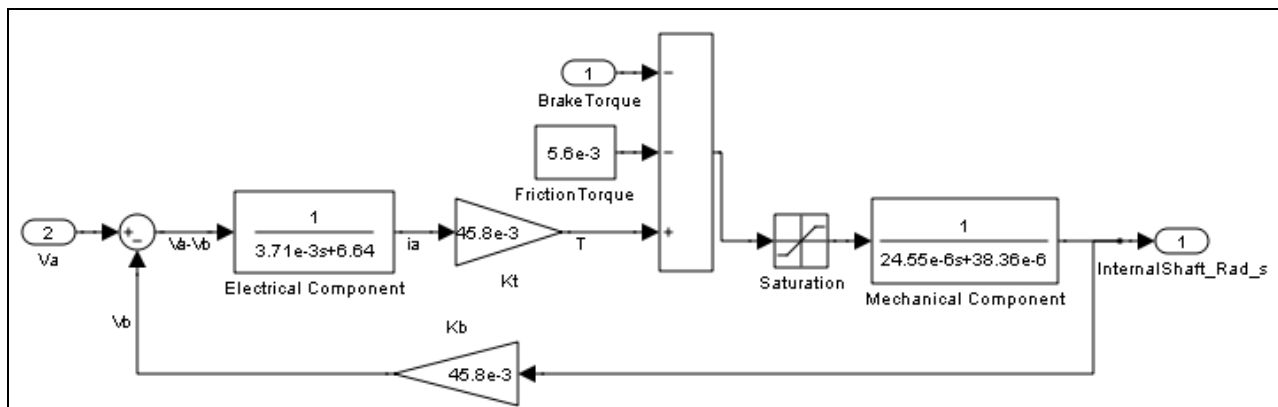 1
BrakeTorque
5.6e-3
FrictionTorque
2
Va
Va-Vb
1
3.71e-3s+6.64
Electrical Component
ia
45.8e-3
Kt
T
Saturation
1
24.55e-6s+38.36e-6
Mechanical Component
1
InternalShaft_Rad_s
Vb
Kb
45.8e-3